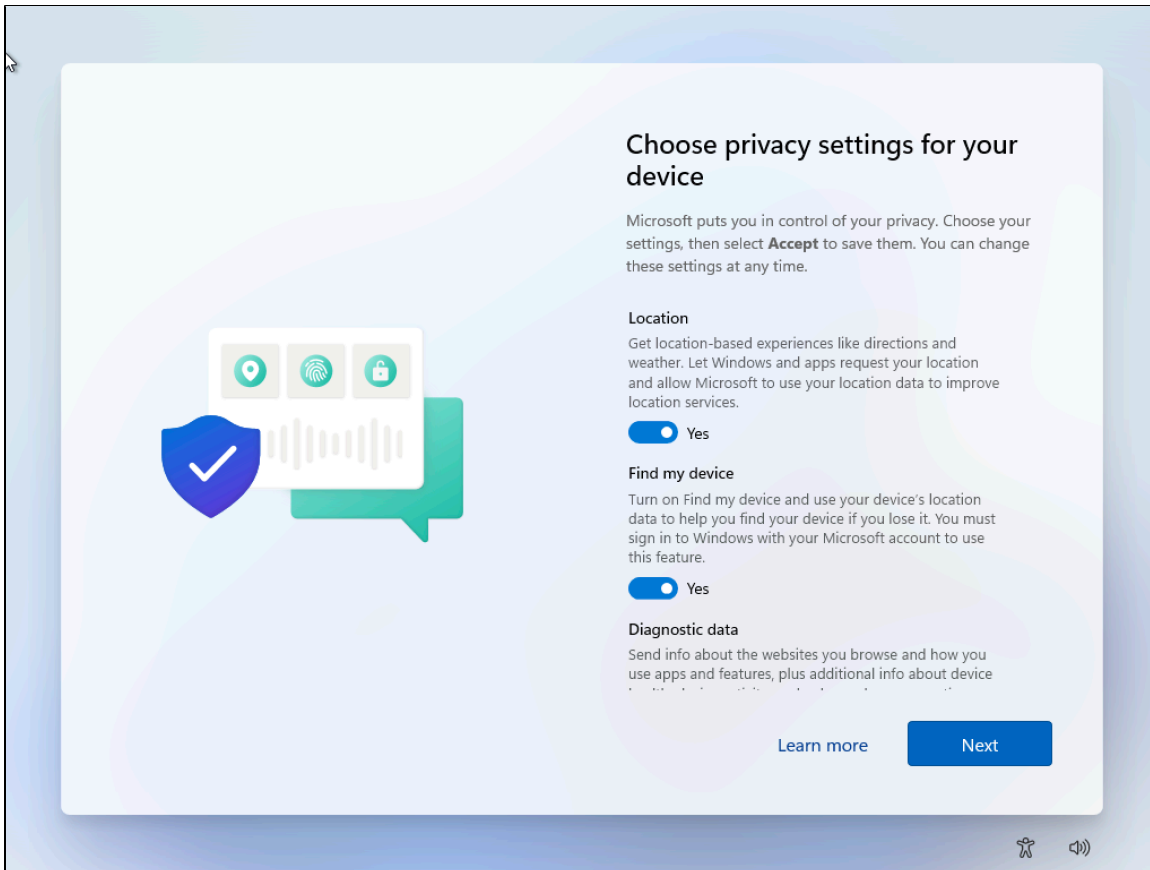 Choose privacy settings for your
device
Microsoft puts you in control of your privacy. Choose your
settings, then select Accept to save them. You can change
these settings at any time.
Location
Get location-based experiences like directions and
weather. Let Windows and apps request your location
and allow Microsoft to use your location data to improve
location services.
Yes
Find my device
Turn on Find my device and use your device's location
data to help you find your device if you lose it. You must
sign in to Windows with your Microsoft account to use
this feature.
Yes
Diagnostic data
Send info about the websites you browse and how you
use apps and features, plus additional info about device
Learn more
Next